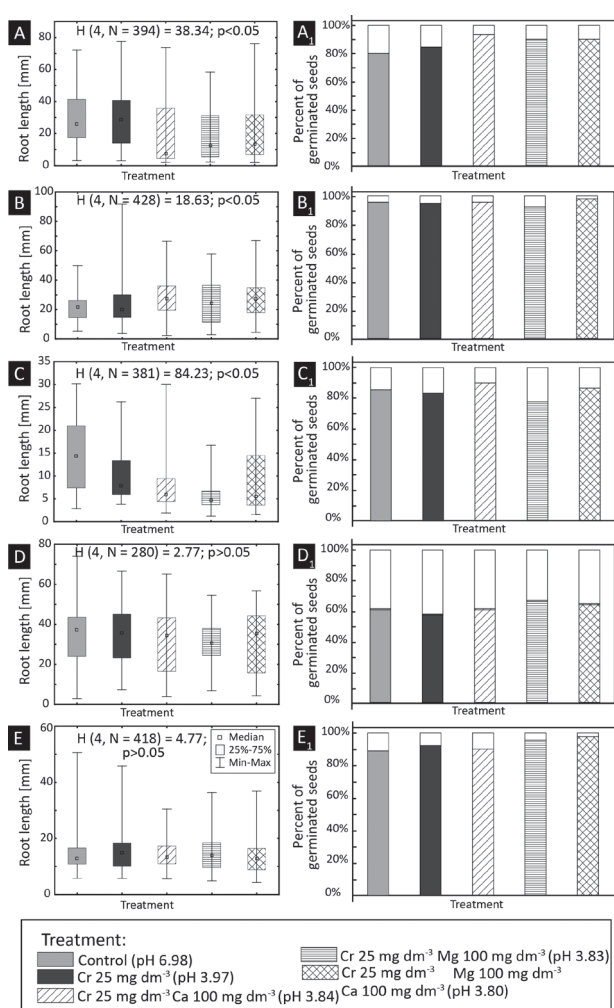 A
H (4, N = 394) = 38.34; p<0.05
Root length [mm]
80
60
40
20
0
Treatment
A1
Percent of germinated seeds
100%
80%
60%
40%
20%
0%
Treatment
B
H (4, N = 428) = 18.63; p<0.05
Root length [mm]
100
80
60
40
20
0
Treatment
B1
Percent of germinated seeds
100%
80%
60%
40%
20%
0%
Treatment
C
H (4, N = 381) = 84.23; p<0.05
Root length [mm]
35
30
25
20
15
10
5
0
Treatment
C1
Percent of germinated seeds
100%
80%
60%
40%
20%
0%
Treatment
D
H (4, N = 280) = 2.77; p>0.05
Root length [mm]
80
60
40
20
0
Treatment
D1
Percent of germinated seeds
100%
80%
60%
40%
20%
0%
Treatment
E
H (4, N = 418) = 4.77;
p>0.05
Median
25%-75%
Min-Max
Root length [mm]
60
40
20
0
Treatment
E1
Percent of germinated seeds
100%
80%
60%
40%
20%
0%
Treatment
Treatment:
Control (pH 6.98)
Cr 25 mg dm⁻³ (pH 3.97)
Cr 25 mg dm⁻³ Ca 100 mg dm⁻³ (pH 3.84)
Cr 25 mg dm⁻³ Mg 100 mg dm⁻³ (pH 3.83)
Cr 25 mg dm⁻³ Mg 100 mg dm⁻³
Ca 100 mg dm⁻³ (pH 3.80)